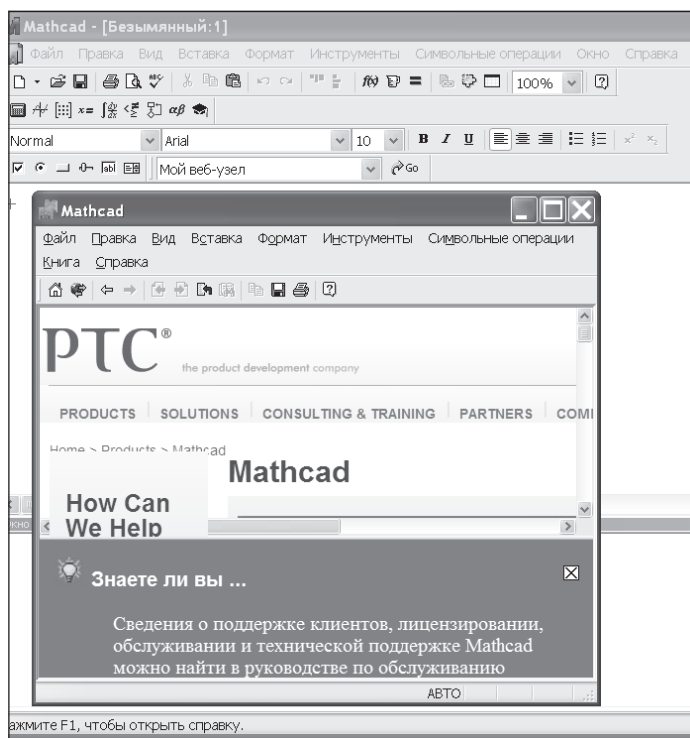 Mathcad - [Безымянный:1]
Файл Правка Вид Вставка Формат Инструменты Символьные операции Окно Справка
100%
αβ
Normal Arial 10 B I U
Мой веб-узел Go
Mathcad
Файл Правка Вид Вставка Формат Инструменты Символьные операции
Книга Справка
PTC®
the product development company
PRODUCTS SOLUTIONS CONSULTING & TRAINING PARTNERS
Home > Products > Mathcad
Mathcad
How Can
We Help
Знаете ли вы ...
Сведения о поддержке клиентов, лицензировании,
обслуживании и технической поддержке Mathcad
можно найти в руководстве по обслуживанию
АВТО
ажмите F1, чтобы открыть справку.